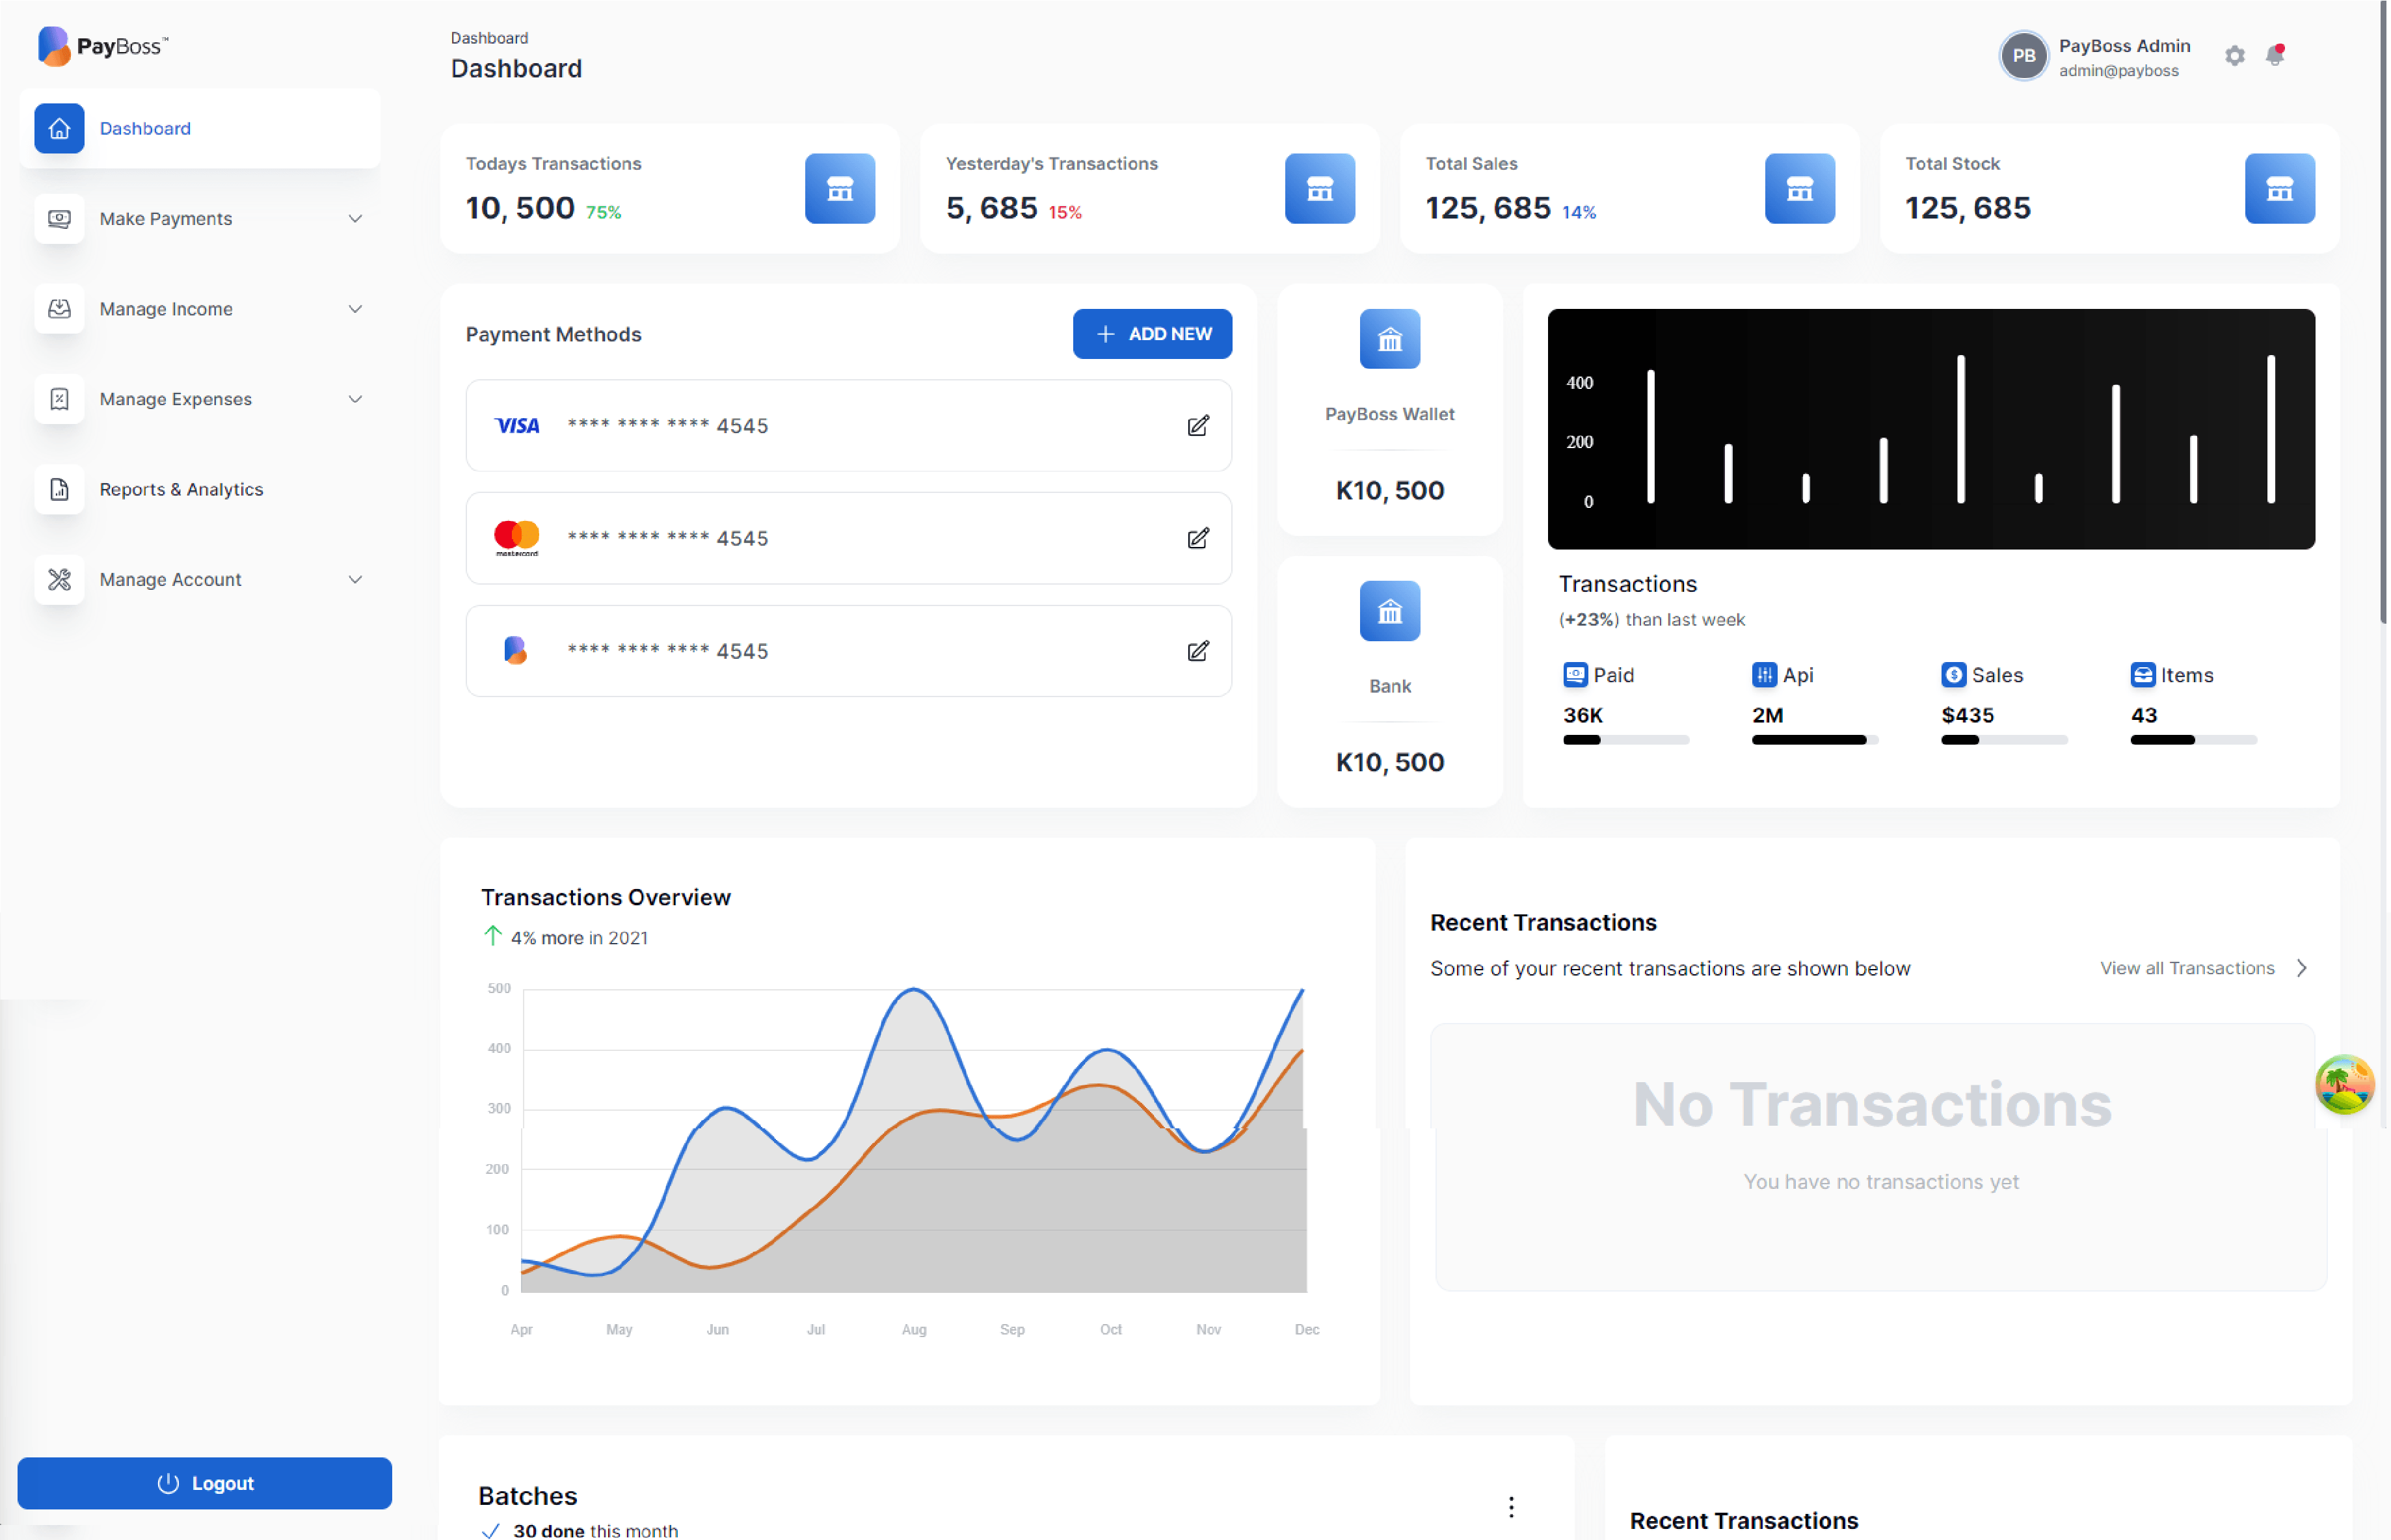 PayBoss™
Dashboard
Make Payments
Manage Income
Manage Expenses
Reports & Analytics
Manage Account
Logout
Dashboard
Dashboard
PB
PayBoss Admin
admin@payboss
Todays Transactions
10, 500 75%
Yesterday's Transactions
5, 685 15%
Total Sales
125, 685 14%
Total Stock
125, 685
Payment Methods
ADD NEW
VISA **** **** **** 4545
mastercard **** **** **** 4545
**** **** **** 4545
PayBoss Wallet
K10, 500
Bank
K10, 500
400
200
0
Transactions
(+23%) than last week
Paid
36K
Api
2M
Sales
$435
Items
43
Transactions Overview
4% more in 2021
500
400
300
200
100
0
Apr May Jun Jul Aug Sep Oct Nov Dec
Recent Transactions
Some of your recent transactions are shown below
View all Transactions
No Transactions
You have no transactions yet
Batches
30 done this month
Recent Transactions